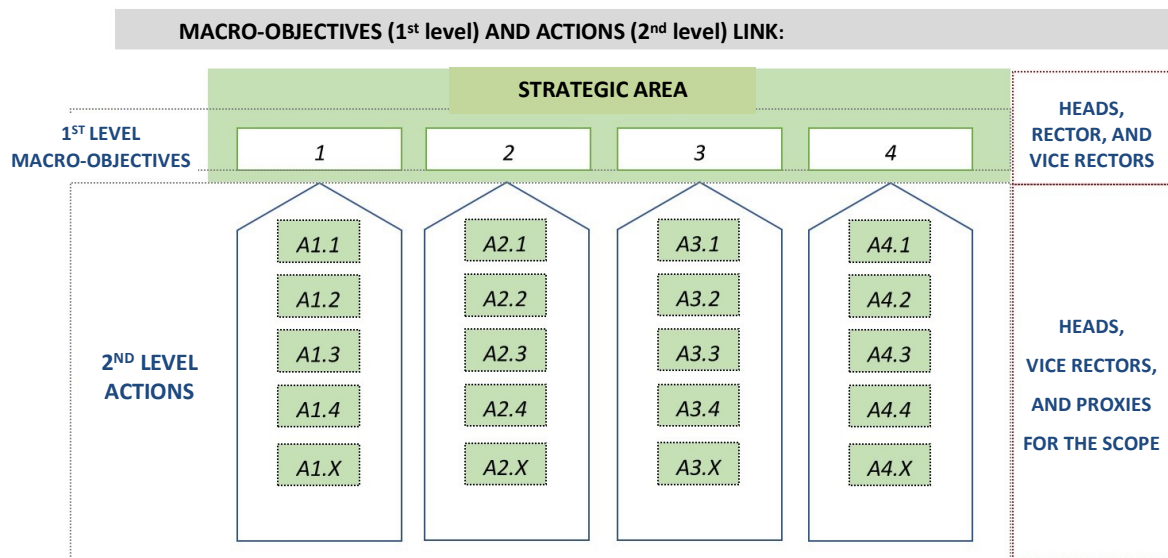 MACRO-OBJECTIVES (1st level) AND ACTIONS (2nd level) LINK:
STRATEGIC AREA
1ST LEVEL
MACRO-OBJECTIVES
1 2 3 4
HEADS,
RECTOR, AND
VICE RECTORS
2ND LEVEL
ACTIONS
A1.1 A2.1 A3.1 A4.1
A1.2 A2.2 A3.2 A4.2
A1.3 A2.3 A3.3 A4.3
A1.4 A2.4 A3.4 A4.4
A1.X A2.X A3.X A4.X
HEADS,
VICE RECTORS,
AND PROXIES
FOR THE SCOPE